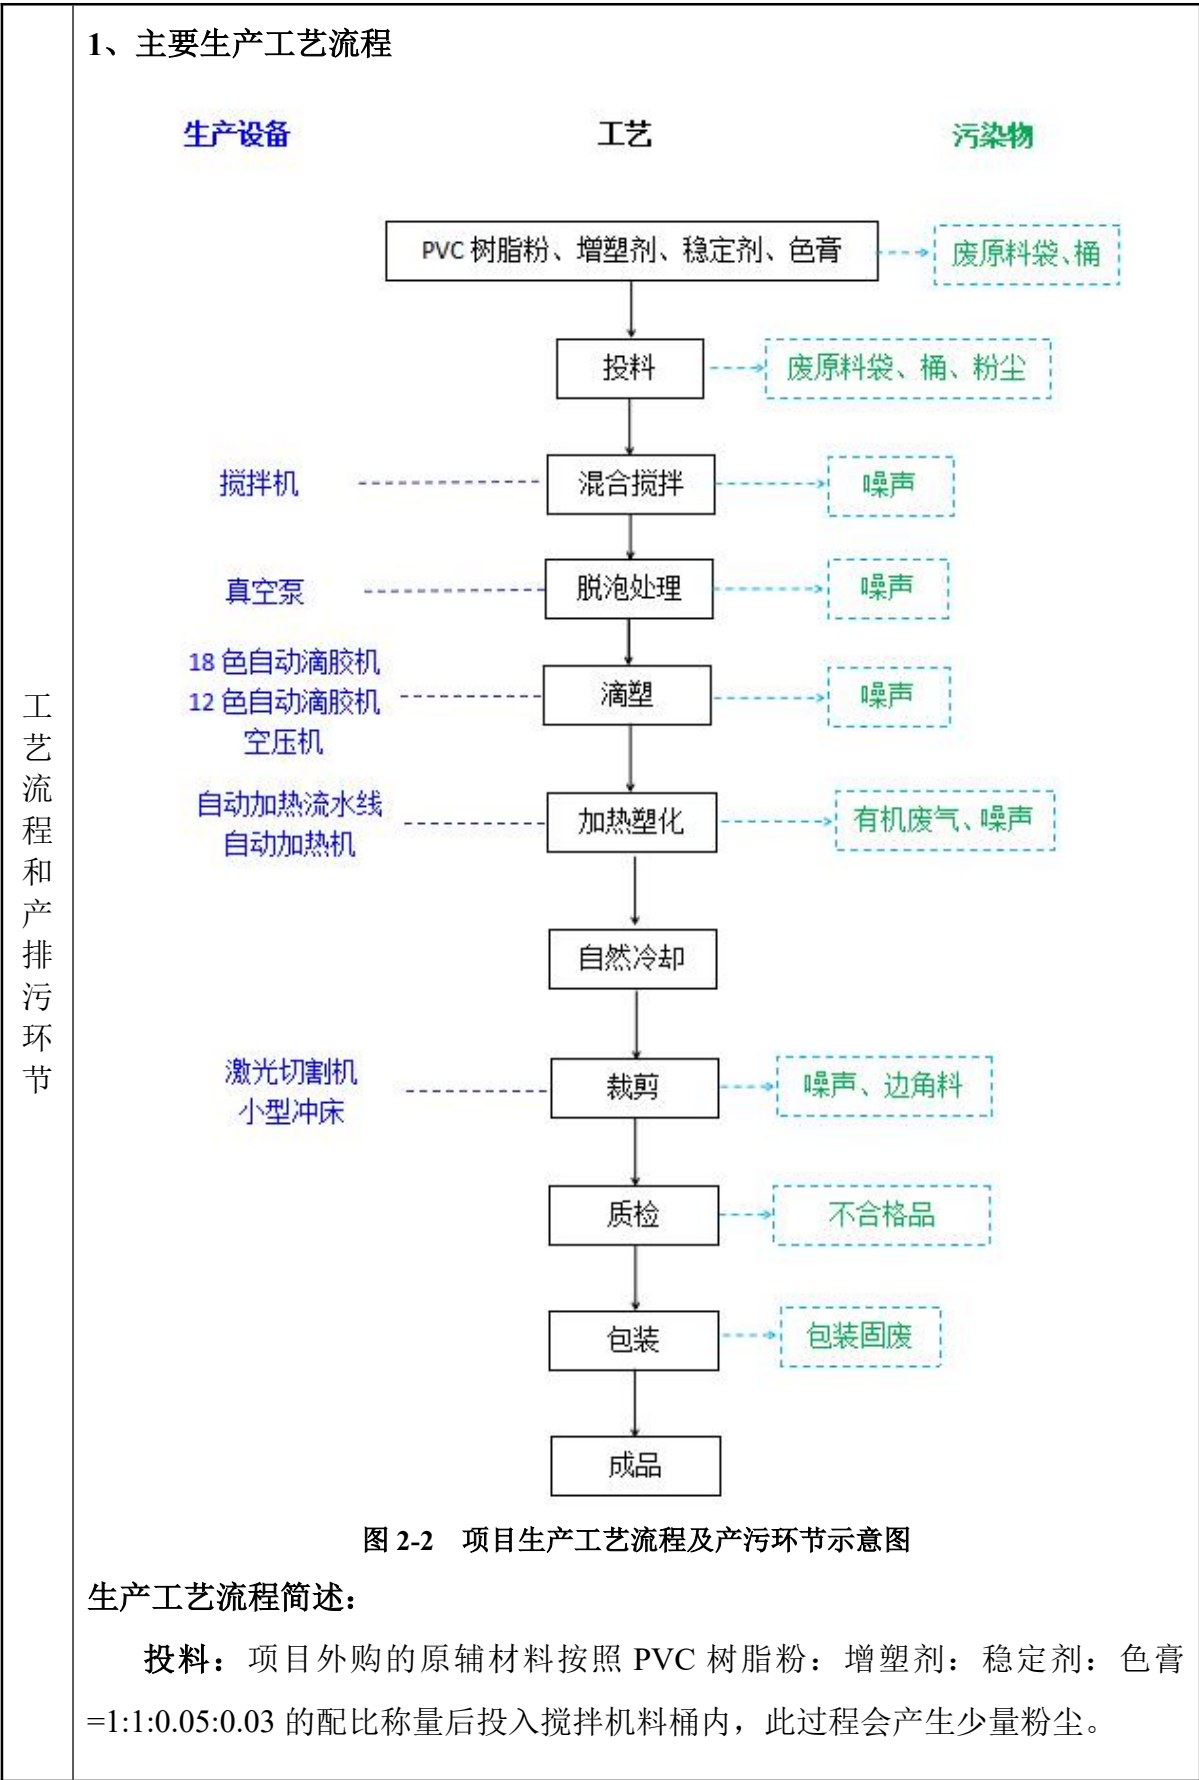 1、主要生产工艺流程
生产设备 工艺 污染物
PVC 树脂粉、增塑剂、稳定剂、色膏 废原料袋、桶
投料 废原料袋、桶、粉尘
搅拌机 混合搅拌 噪声
真空泵 脱泡处理 噪声
18 色自动滴胶机
12 色自动滴胶机
空压机
滴塑 噪声
自动加热流水线
自动加热机
加热塑化 有机废气、噪声
自然冷却
激光切割机
小型冲床
裁剪 噪声、边角料
质检 不合格品
包装 包装固废
成品
工艺流程和产排污环节
图 2-2 项目生产工艺流程及产污环节示意图
生产工艺流程简述：
投料：项目外购的原辅材料按照 PVC 树脂粉：增塑剂：稳定剂：色膏
=1:1:0.05:0.03 的配比称量后投入搅拌机料桶内，此过程会产生少量粉尘。